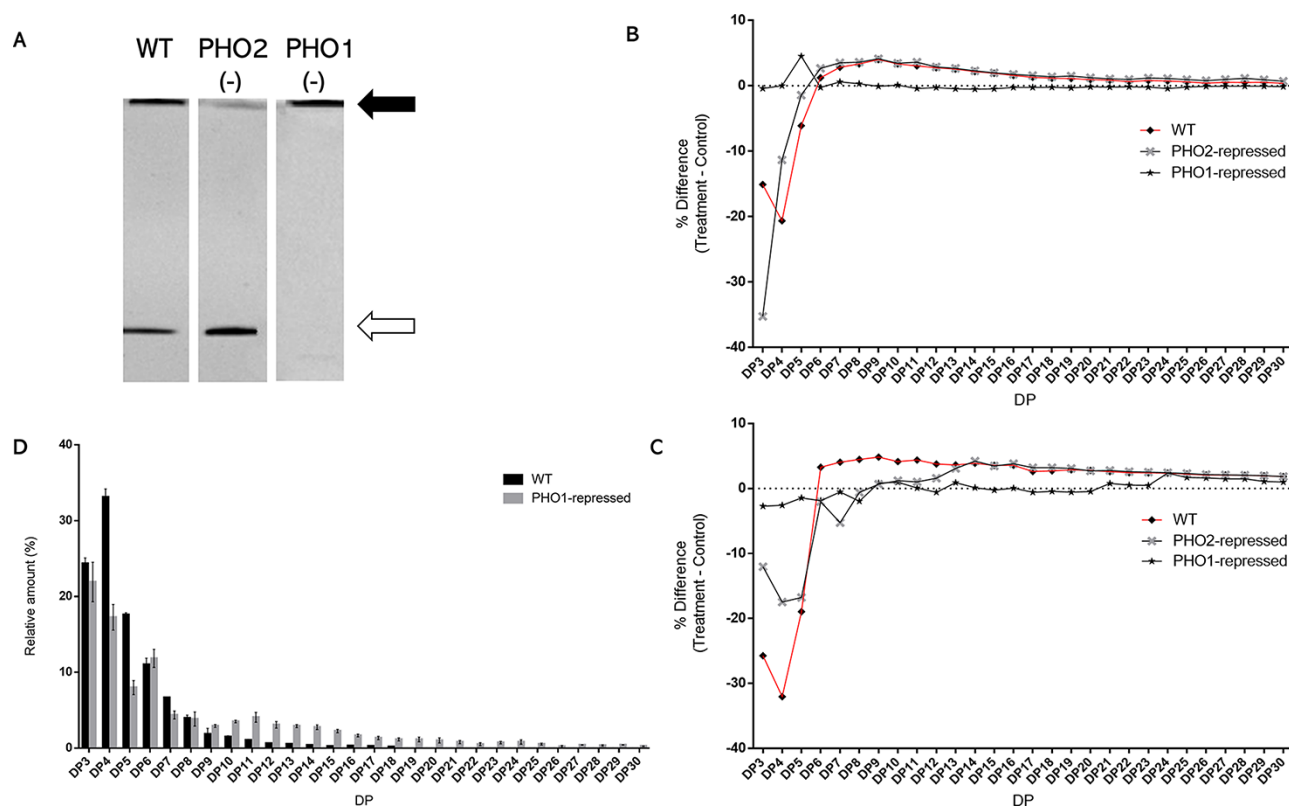 A
WT PHO2 PHO1
(-) (-)
B
10
0
-10
-20
-30
-40
% Difference
(Treatment - Control)
WT
PHO2-repressed
PHO1-repressed
DP3 DP4 DP5 DP6 DP7 DP8 DP9 DP10 DP11 DP12 DP13 DP14 DP15 DP16 DP17 DP18 DP19 DP20 DP21 DP22 DP23 DP24 DP25 DP26 DP27 DP28 DP29 DP30
DP
C
10
0
-10
-20
-30
-40
% Difference
(Treatment - Control)
WT
PHO2-repressed
PHO1-repressed
DP3 DP4 DP5 DP6 DP7 DP8 DP9 DP10 DP11 DP12 DP13 DP14 DP15 DP16 DP17 DP18 DP19 DP20 DP21 DP22 DP23 DP24 DP25 DP26 DP27 DP28 DP29 DP30
DP
D
40
30
20
10
0
Relative amount (%)
WT
PHO1-repressed
DP3 DP4 DP5 DP6 DP7 DP8 DP9 DP10 DP11 DP12 DP13 DP14 DP15 DP16 DP17 DP18 DP19 DP20 DP21 DP22 DP23 DP24 DP25 DP26 DP27 DP28 DP29 DP30
DP